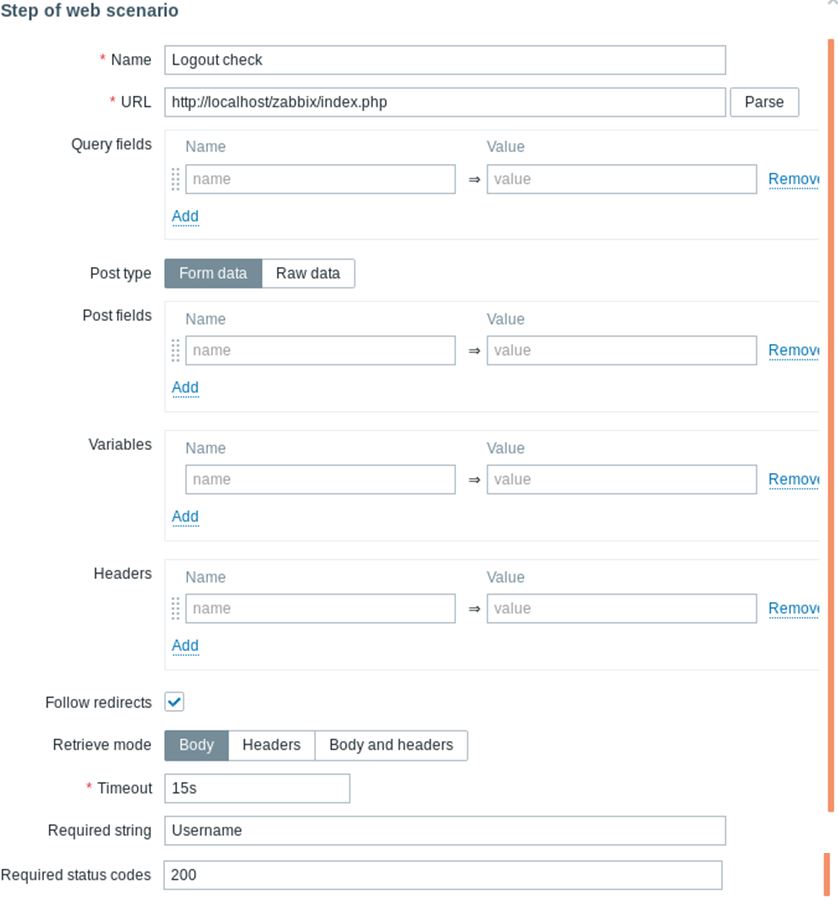 Step of web scenario
* Name Logout check
* URL http://localhost/zabbix/index.php Parse
Query fields Name Value
name ⇒ value Remove
Add
Post type Form data Raw data
Post fields Name Value
name ⇒ value Remove
Add
Variables Name Value
name ⇒ value Remove
Add
Headers Name Value
name ⇒ value Remove
Add
Follow redirects
Retrieve mode Body Headers Body and headers
* Timeout 15s
Required string Username
Required status codes 200